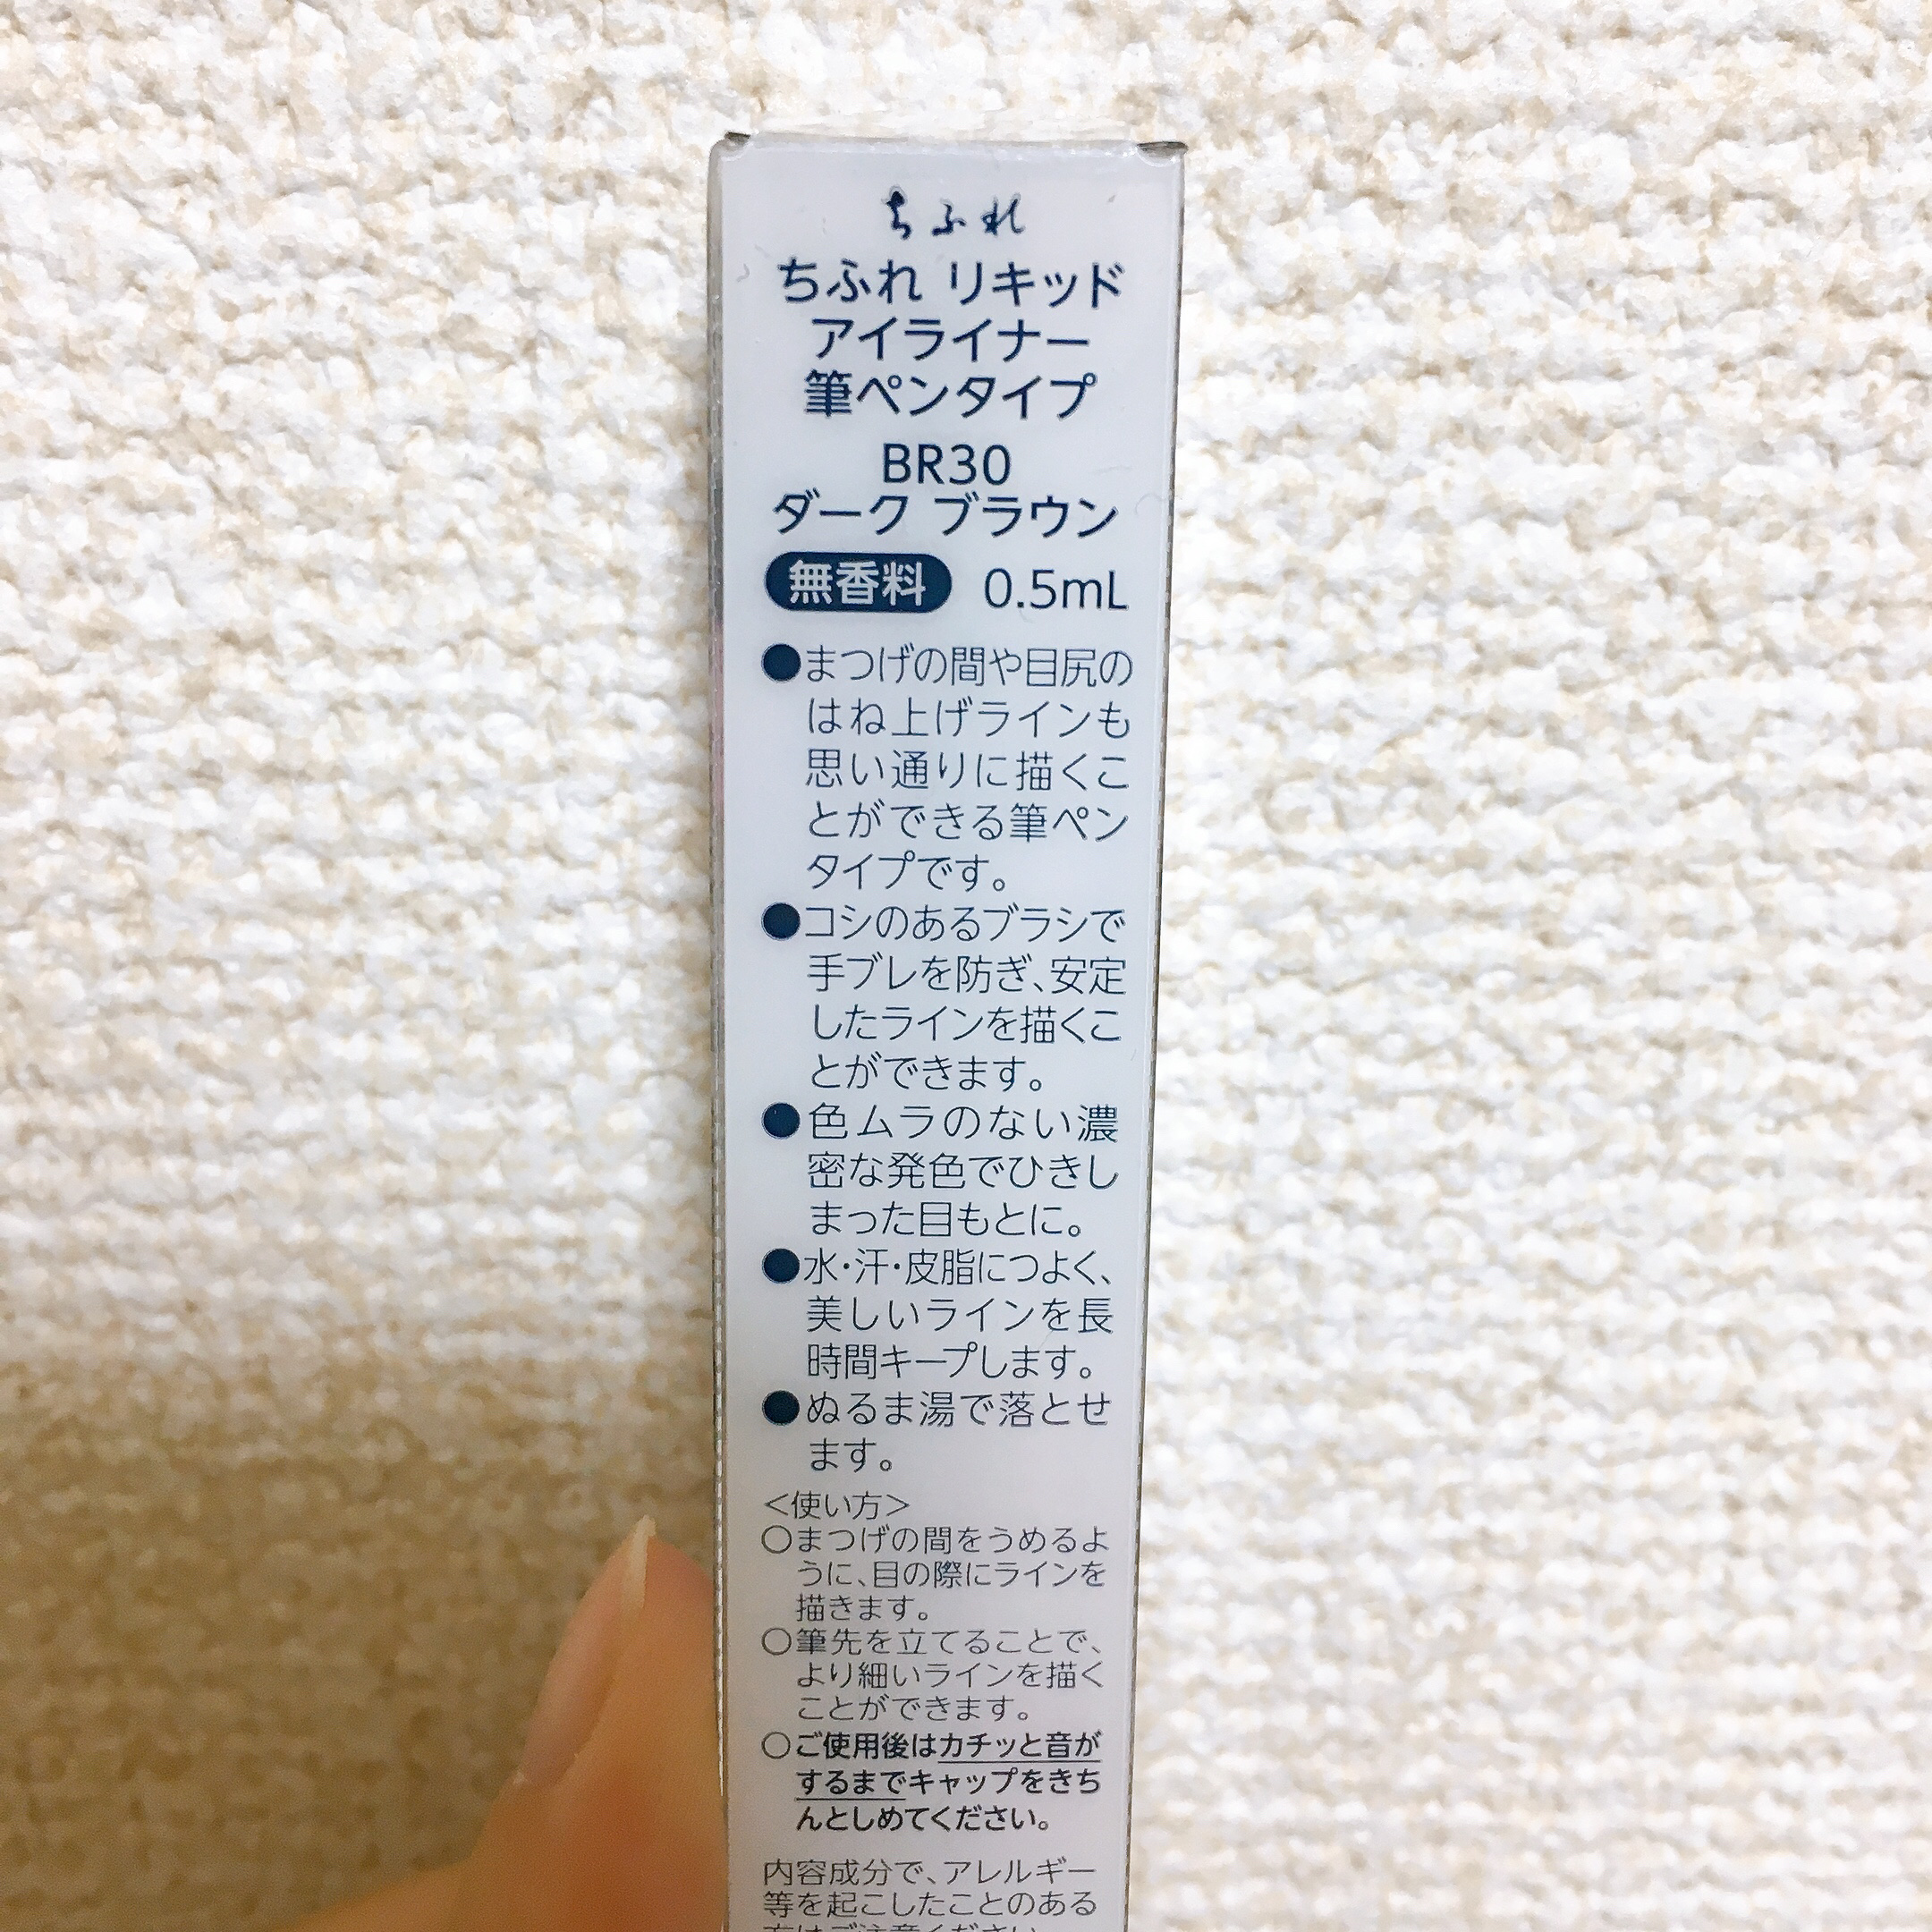 ちふれ
ちふれ リキッド
アイライナー
筆ペンタイプ
BR30
ダーク ブラウン
無香料 0.5mL
●まつげの間や目尻の
はね上げラインも
思い通りに描くこ
とができる筆ペン
タイプです。
●コシのあるブラシで
手ブレを防ぎ、安定
したラインを描くこ
とができます。
●色ムラのない濃
密な発色でひきし
まった目もとに。
●水・汗・皮脂につよく、
美しいラインを長
時間キープします。
●ぬるま湯で落とせ
ます。
＜使い方＞
○まつげの間をうめるよ
うに、目の際にラインを
描きます。
○筆先を立てることで、
より細いラインを描く
ことができます。
○ご使用後はカチッと音が
するまでキャップをきち
んとしめてください。
内容成分で、アレルギー
等を起こしたことのある